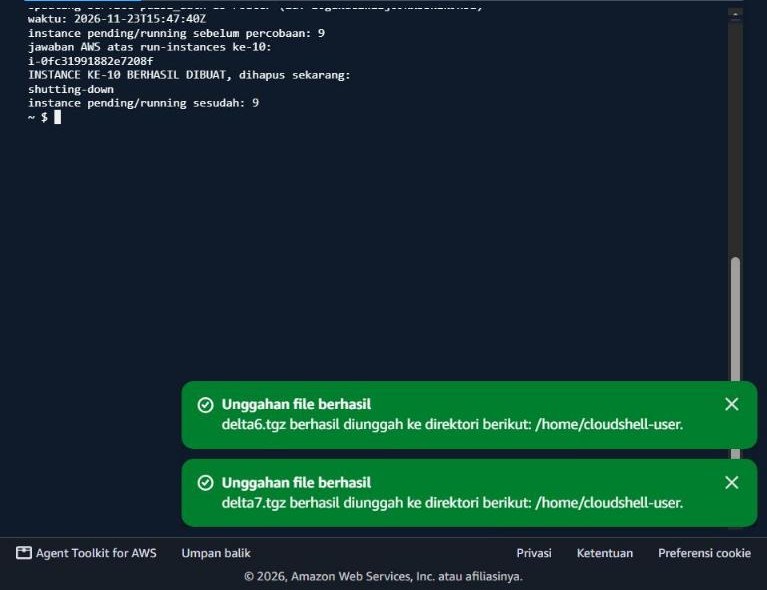 waktu: 2026-11-23T15:47:40Z
instance pending/running sebelum percobaan: 9
jawaban AWS atas run-instances ke-10:
i-0fc31991882e7208f
INSTANCE KE-10 BERHASIL DIBUAT, dihapus sekarang:
shutting-down
instance pending/running sesudah: 9
~ $
Unggahan file berhasil
delta6.tgz berhasil diunggah ke direktori berikut: /home/cloudshell-user.
Unggahan file berhasil
delta7.tgz berhasil diunggah ke direktori berikut: /home/cloudshell-user.
Agent Toolkit for AWS Umpan balik Privasi Ketentuan Preferensi cookie
© 2026, Amazon Web Services, Inc. atau afiliasinya.